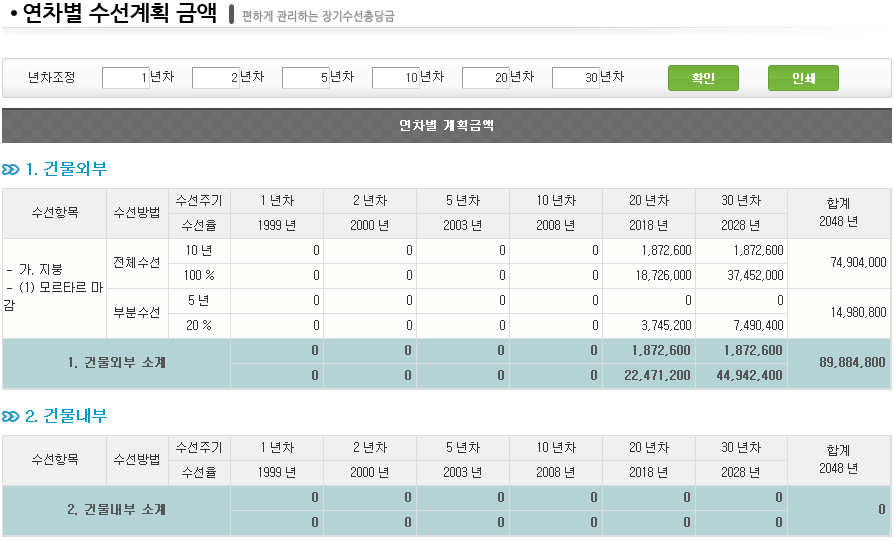 • 연차별 수선계획 금액 편하게 관리하는 장기수선충당금
년차조정 1 년차 2 년차 5 년차 10 년차 20 년차 30 년차 확인 인쇄
연차별 계획금액
1. 건물외부
수선항목 수선방법 수선주기 1 년차 2 년차 5 년차 10 년차 20 년차 30 년차 합계
수선율 1999 년 2000 년 2003 년 2008 년 2018 년 2028 년 2048 년
- 가. 지붕
- (1) 모르타르 마
감
전체수선 10 년 0 0 0 0 1,872,600 1,872,600 74,904,000
100 % 0 0 0 0 18,726,000 37,452,000
부분수선 5 년 0 0 0 0 0 0 14,980,800
20 % 0 0 0 0 3,745,200 7,490,400
1. 건물외부 소계 0 0 0 0 1,872,600 1,872,600 89,884,800
0 0 0 0 22,471,200 44,942,400
2. 건물내부
수선항목 수선방법 수선주기 1 년차 2 년차 5 년차 10 년차 20 년차 30 년차 합계
수선율 1999 년 2000 년 2003 년 2008 년 2018 년 2028 년 2048 년
2. 건물내부 소계 0 0 0 0 0 0 0
0 0 0 0 0 0